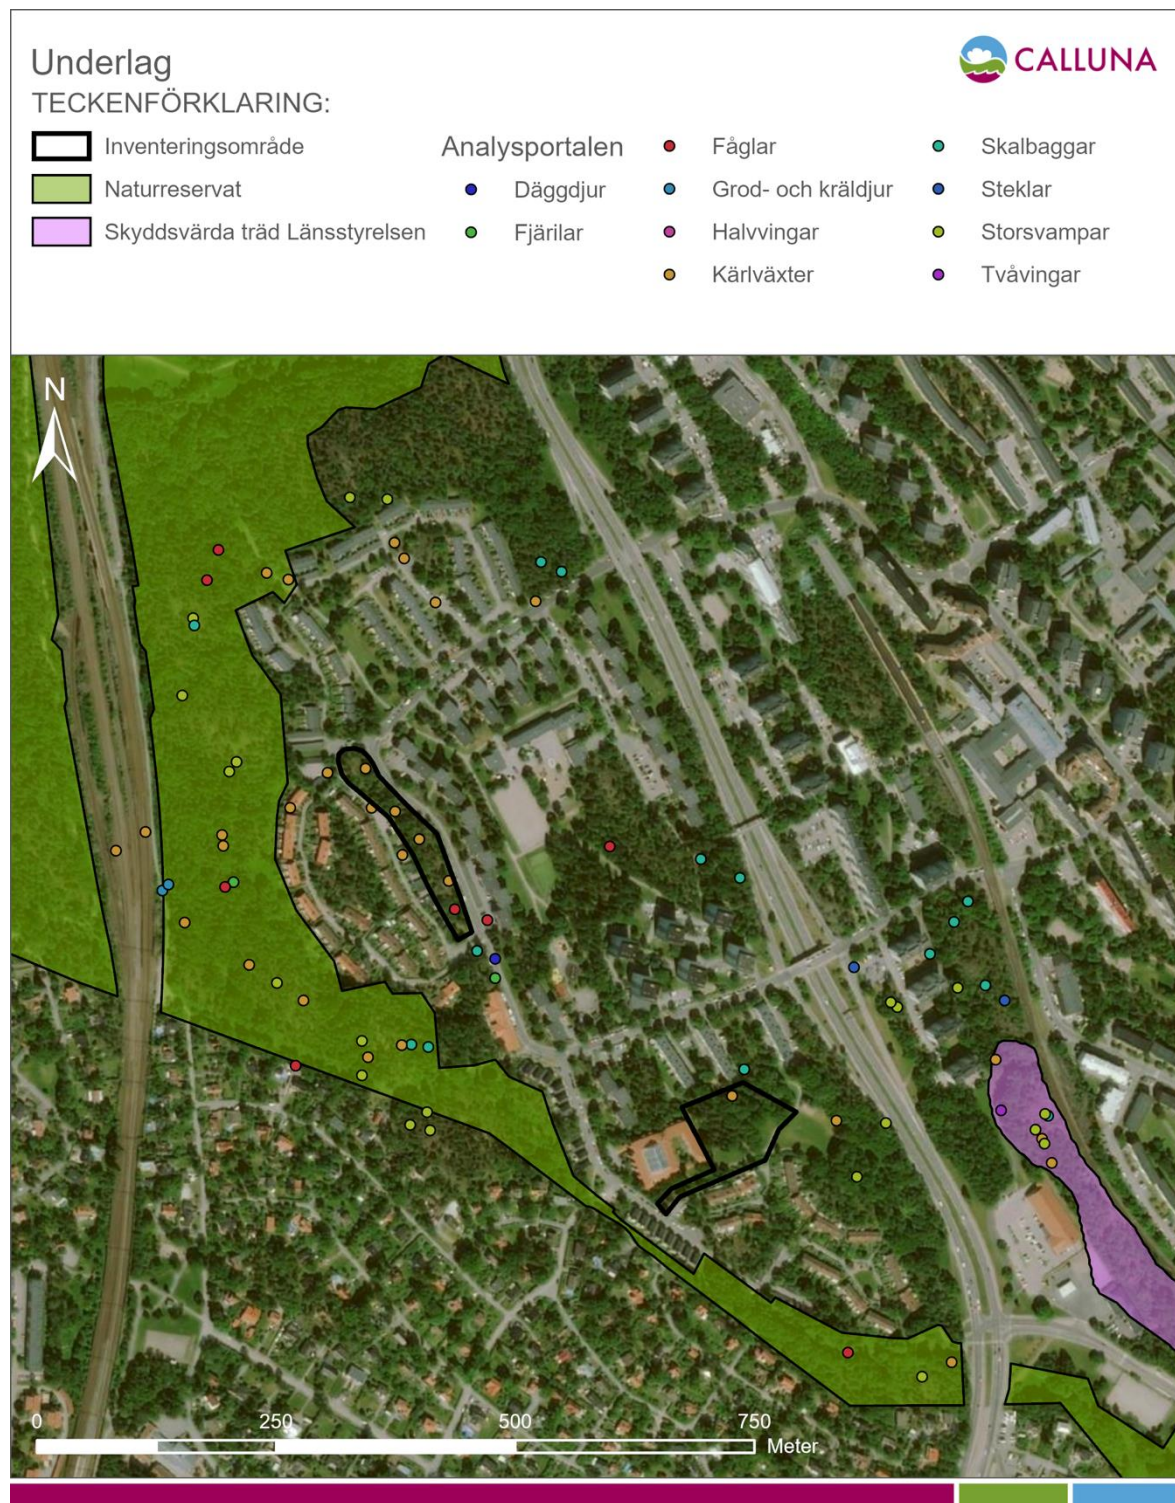 Underlag
TECKENFÖRKLARING:
CALLUNA
Inventeringsområde
Naturreservat
Skyddsvärda träd Länsstyrelsen
Analysportalen
Däggdjur
Fjärilar
Fåglar
Grod- och kräldjur
Halvvingar
Kärlväxter
Skalbaggar
Steklar
Storsvampar
Tvåvingar
N
0 250 500 750
Meter